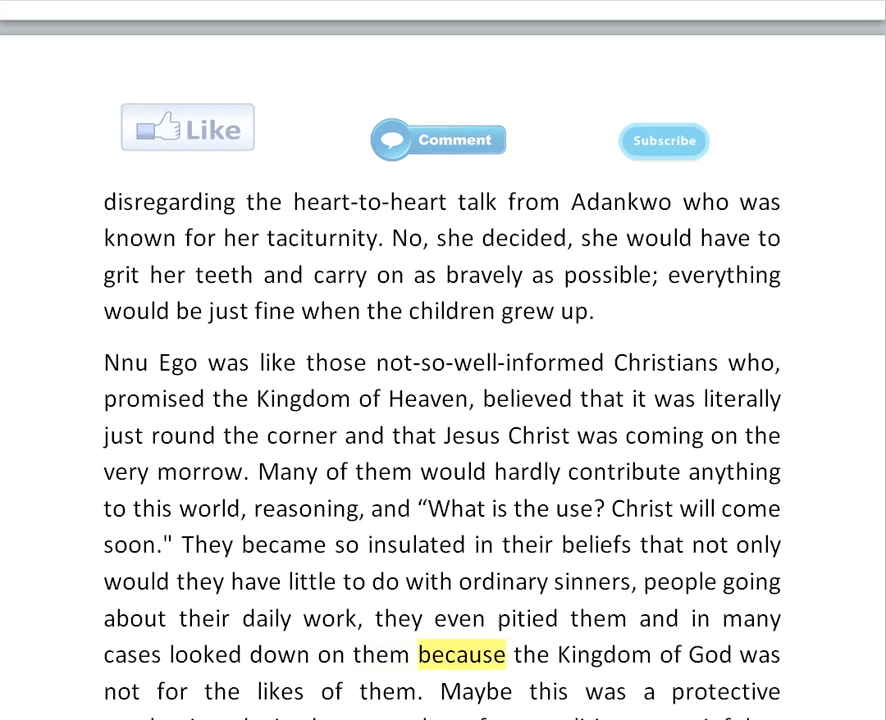 Like
Comment
Subscribe
disregarding the heart-to-heart talk from Adankwo who was
known for her taciturnity. No, she decided, she would have to
grit her teeth and carry on as bravely as possible; everything
would be just fine when the children grew up.
Nnu Ego was like those not-so-well-informed Christians who,
promised the Kingdom of Heaven, believed that it was literally
just round the corner and that Jesus Christ was coming on the
very morrow. Many of them would hardly contribute anything
to this world, reasoning, and “What is the use? Christ will come
soon." They became so insulated in their beliefs that not only
would they have little to do with ordinary sinners, people going
about their daily work, they even pitied them and in many
cases looked down on them because the Kingdom of God was
not for the likes of them. Maybe this was a protective